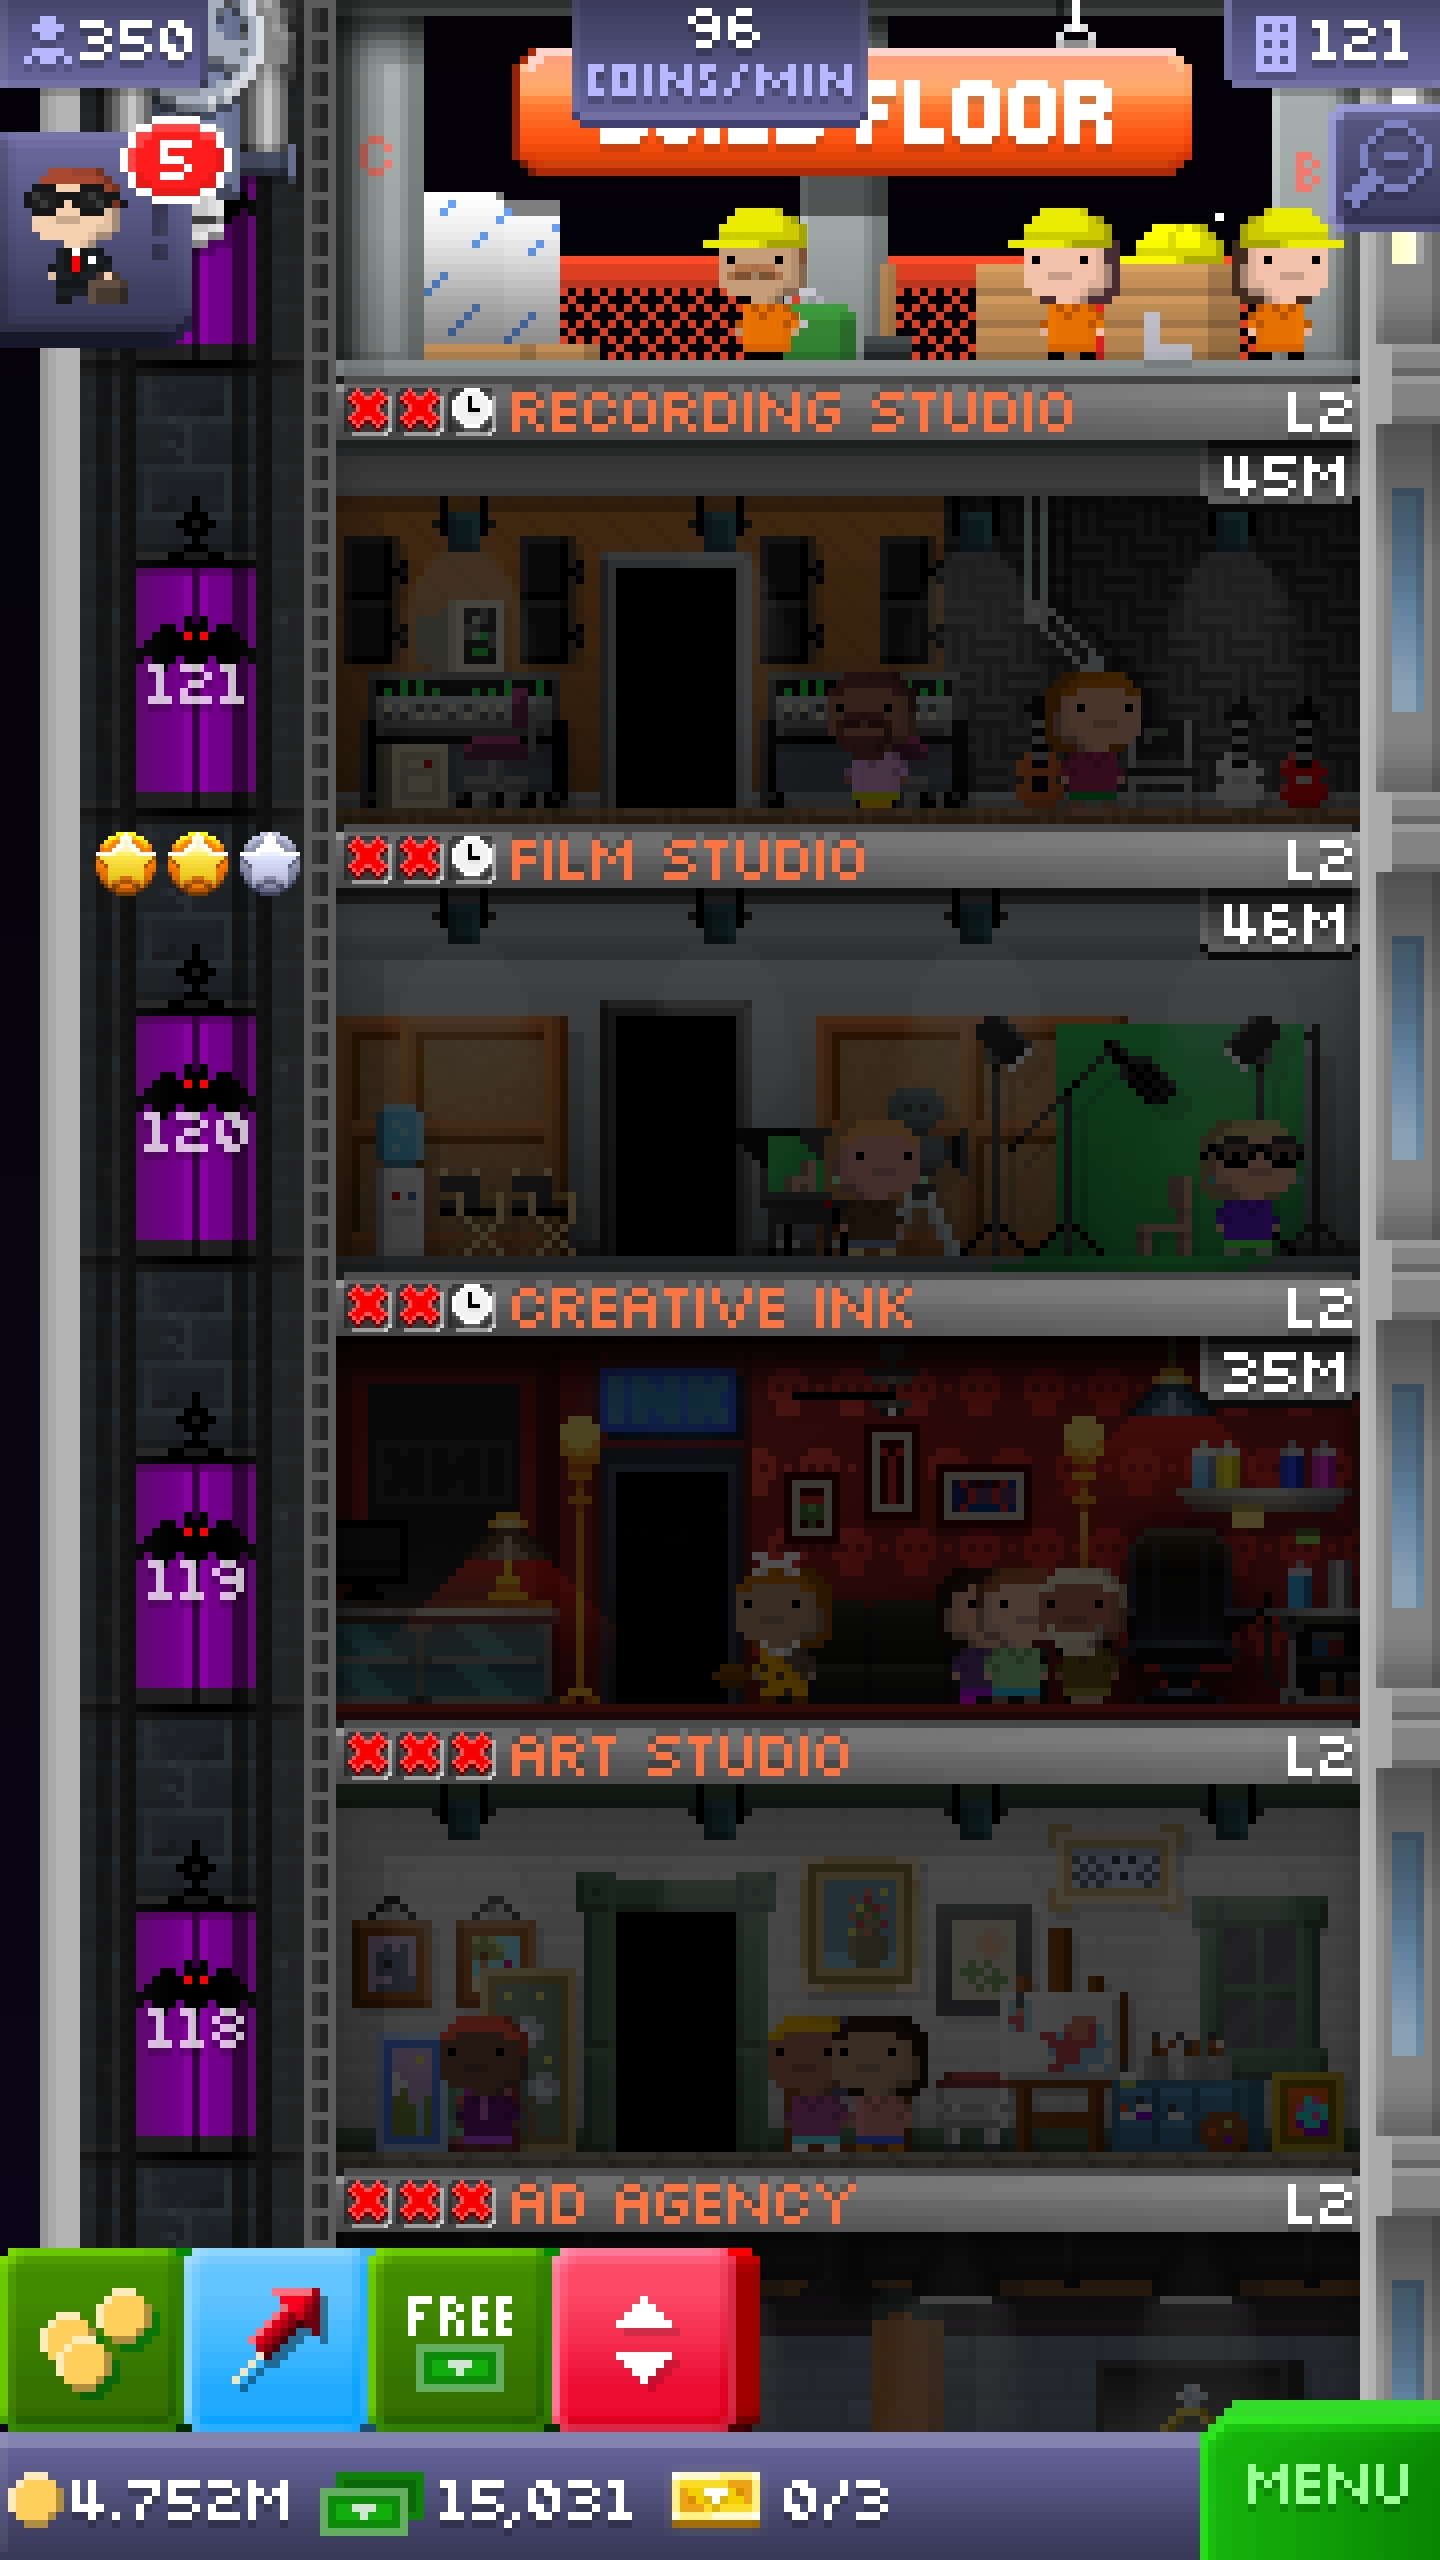 350
96
COINS/MIN
121
5
FLOOR
C
B
RECORDING STUDIO
L2
45M
121
FILM STUDIO
L2
46M
120
CREATIVE INK
L2
35M
INK
119
ART STUDIO
L2
118
AD AGENCY
L2
FREE
4.752M
15,031
0/3
MENU